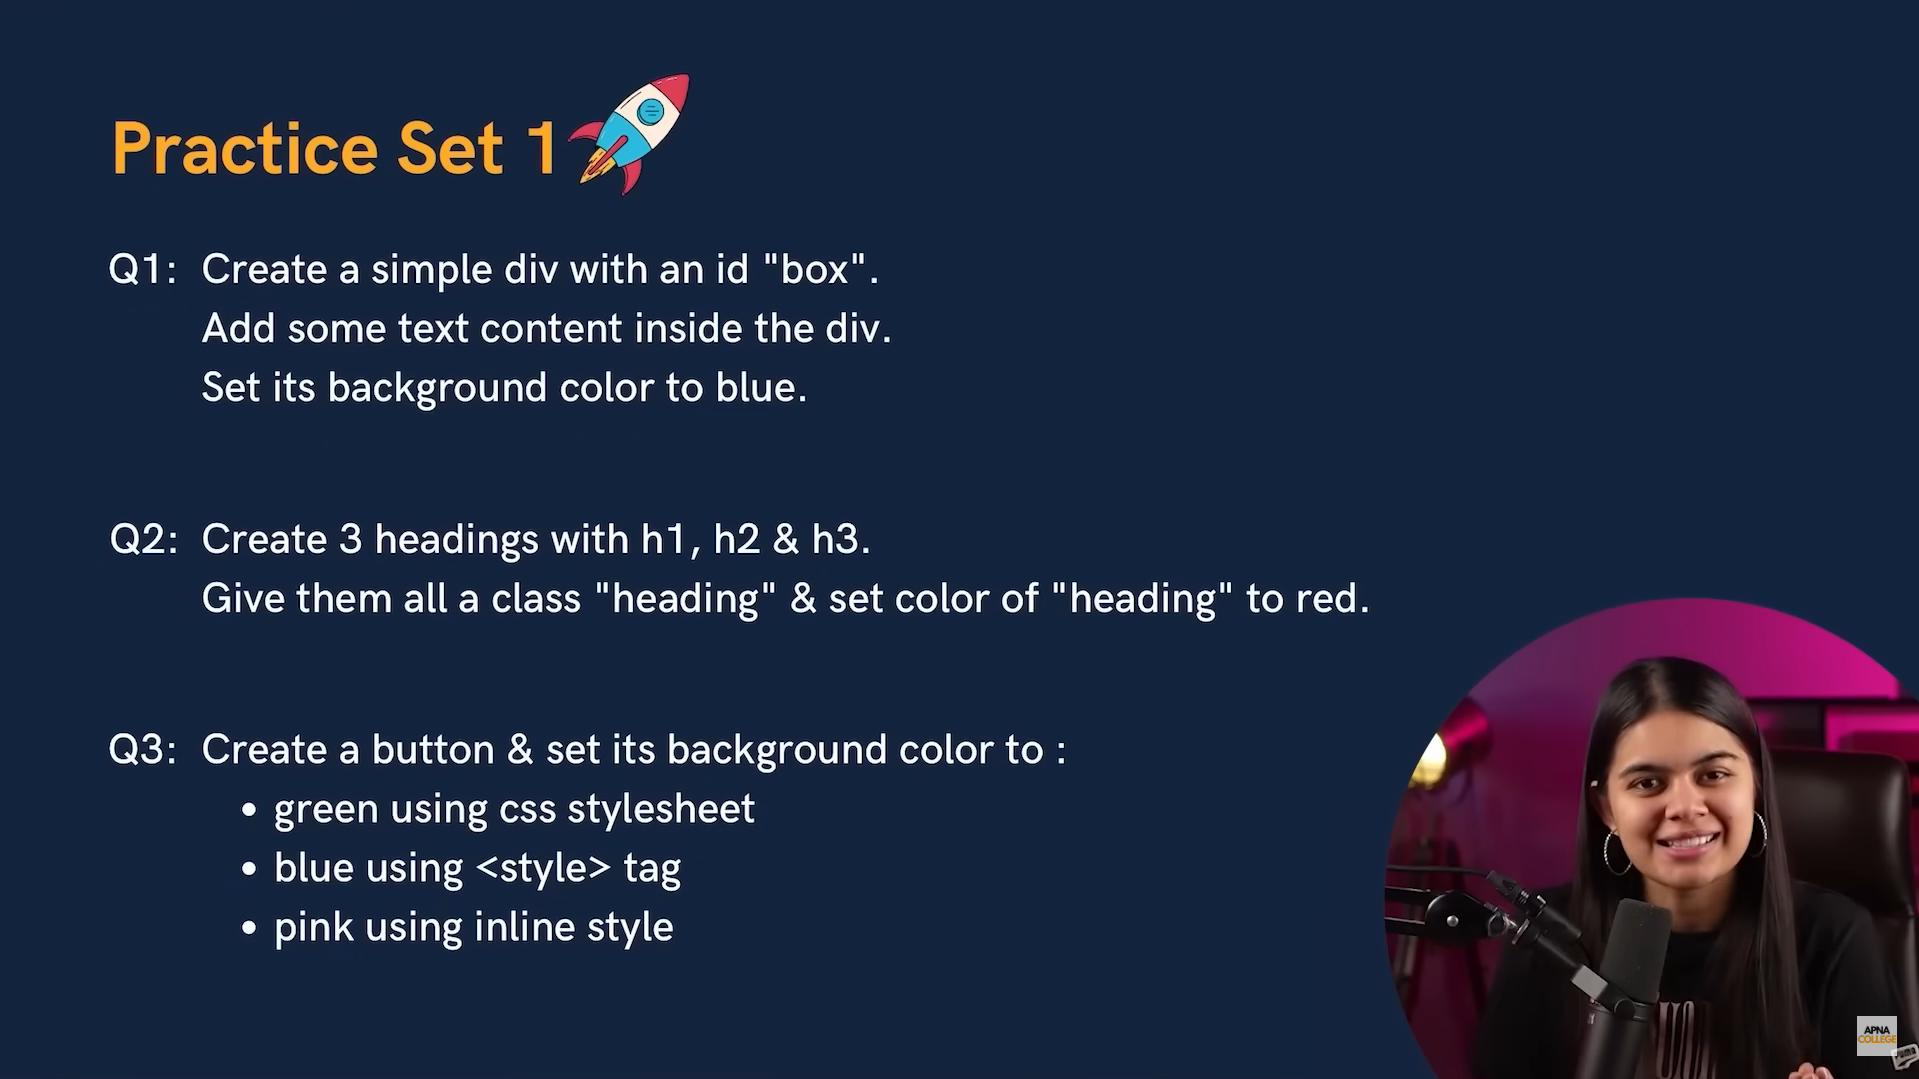 Practice Set 1
Q1: Create a simple div with an id "box".
Add some text content inside the div.
Set its background color to blue.
Q2: Create 3 headings with h1, h2 & h3.
Give them all a class "heading" & set color of "heading" to red.
Q3: Create a button & set its background color to :
• green using css stylesheet
• blue using <style> tag
• pink using inline style
APNA
COLLEGE